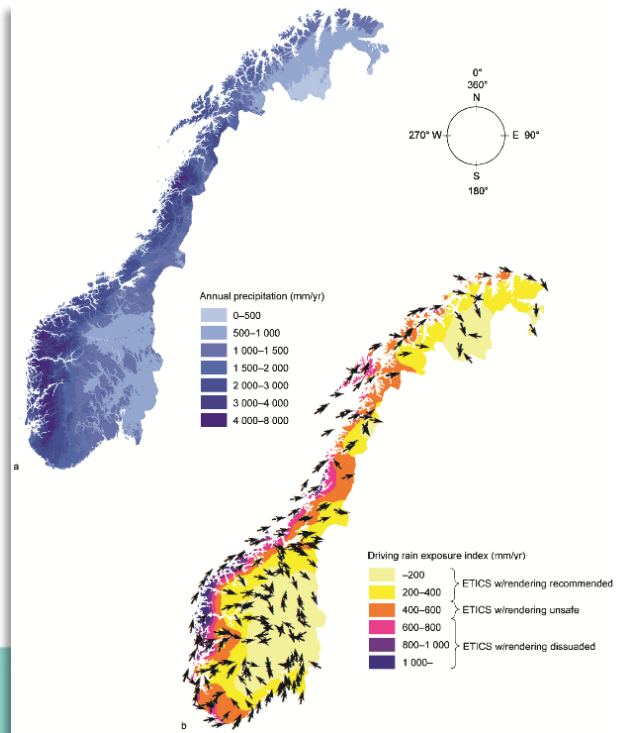 0°
360°
N
270° W
E 90°
S
180°
Annual precipitation (mm/yr)
0–500
500–1 000
1 000–1 500
1 500–2 000
2 000–3 000
3 000–4 000
4 000–8 000
a
Driving rain exposure index (mm/yr)
–200
200–400
ETICS w/rendering recommended
400–600
ETICS w/rendering unsafe
600–800
800–1 000
ETICS w/rendering dissuaded
1 000–
b